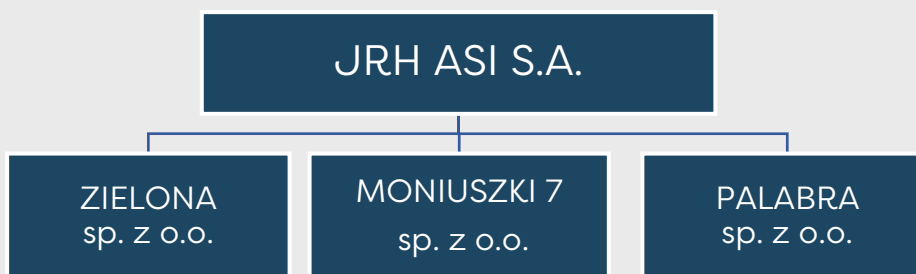 JRH ASI S.A.
ZIELONA
sp. z o.o.
MONIUSZKI 7
sp. z o.o.
PALABRA
sp. z o.o.